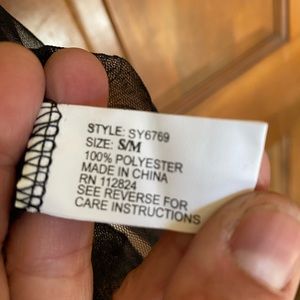 STYLE: SY6769
SIZE: S/M
100% POLYESTER
MADE IN CHINA
RN 112824
SEE REVERSE FOR
CARE INSTRUCTIONS